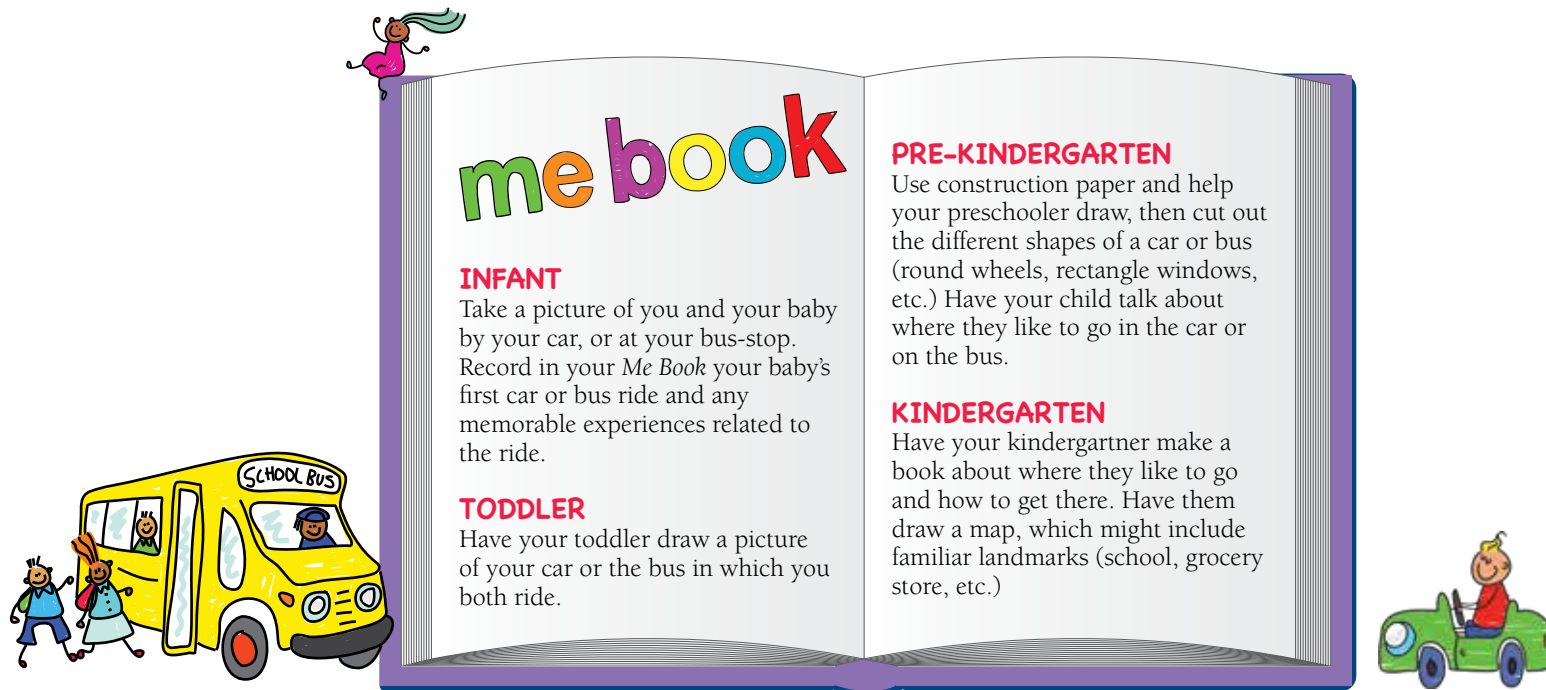 me book
INFANT
Take a picture of you and your baby
by your car, or at your bus-stop.
Record in your Me Book your baby’s
first car or bus ride and any
memorable experiences related to
the ride.
TODDLER
Have your toddler draw a picture
of your car or the bus in which you
both ride.
PRE-KINDERGARTEN
Use construction paper and help
your preschooler draw, then cut out
the different shapes of a car or bus
(round wheels, rectangle windows,
etc.) Have your child talk about
where they like to go in the car or
on the bus.
KINDERGARTEN
Have your kindergartner make a
book about where they like to go
and how to get there. Have them
draw a map, which might include
familiar landmarks (school, grocery
store, etc.)
SCHOOL BUS